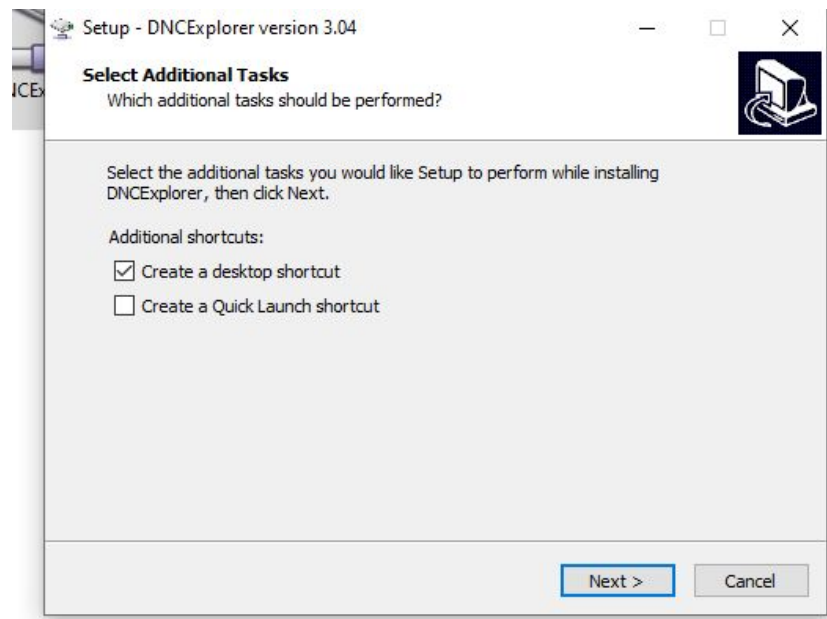 Setup - DNCExplorer version 3.04
Select Additional Tasks
Which additional tasks should be performed?
Select the additional tasks you would like Setup to perform while installing
DNCExplorer, then click Next.
Additional shortcuts:
Create a desktop shortcut
Create a Quick Launch shortcut
Next >
Cancel